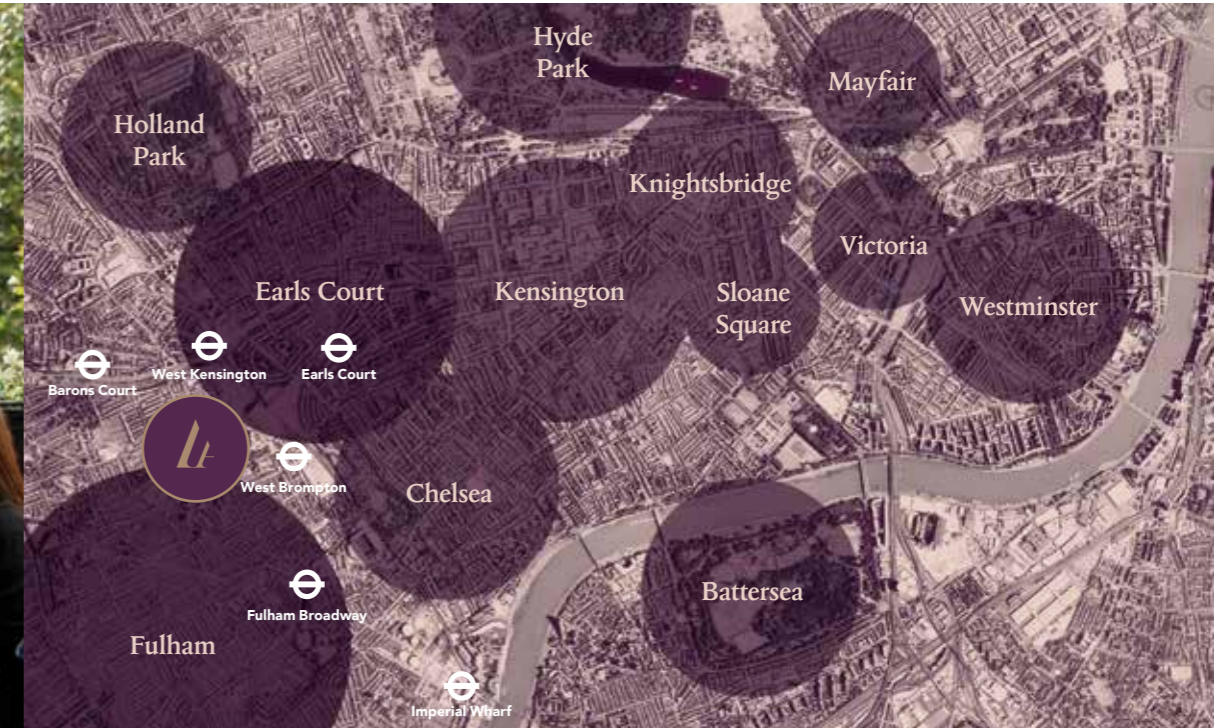 Hyde
Park
Mayfair
Holland
Park
Knightsbridge
Victoria
Earls Court
Kensington
Sloane
Square
Westminster
Barons Court
West Kensington
Earls Court
West Brompton
Chelsea
Battersea
Fulham Broadway
Fulham
Imperial Wharf